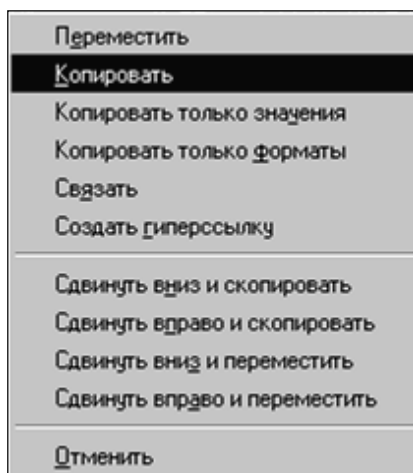 Переместить
Копировать
Копировать только значения
Копировать только форматы
Связать
Создать гиперссылку
Сдвинуть вниз и скопировать
Сдвинуть вправо и скопировать
Сдвинуть вниз и переместить
Сдвинуть вправо и переместить
Отменить